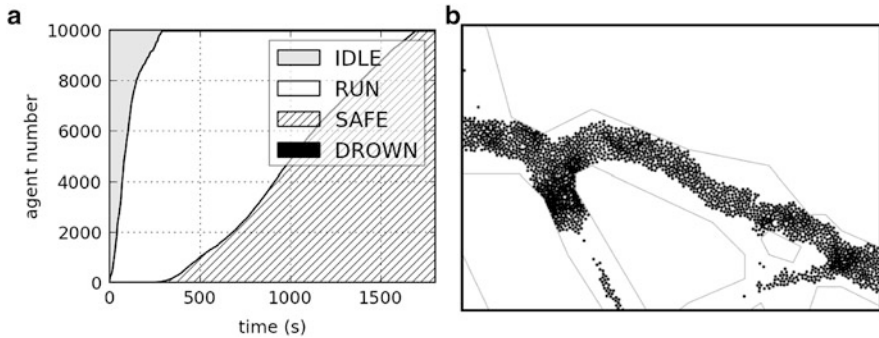 a
10000
8000
6000
4000
2000
0
agent number
0
500
1000
1500
time (s)
IDLE
RUN
SAFE
DROWN
b